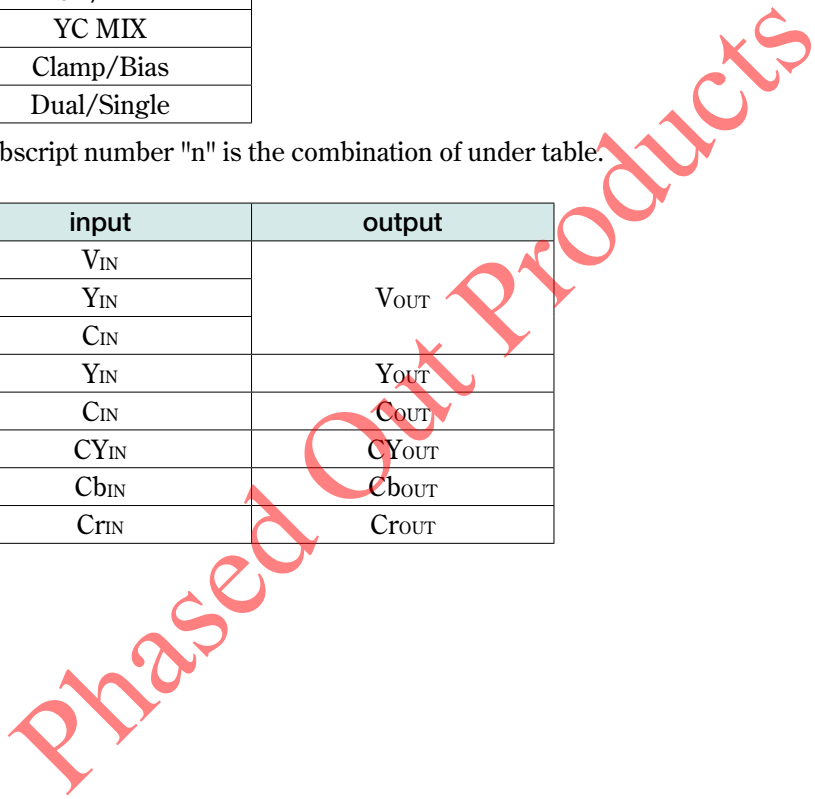 YC MIX
Clamp/Bias
Dual/Single
bscript number "n" is the combination of under table.
input output
VIN
YIN VOUT
CIN
YIN YOUT
CIN COUT
CYIN CYOUT
CbIN CbOUT
CrIN CrOUT
Phased Out Products